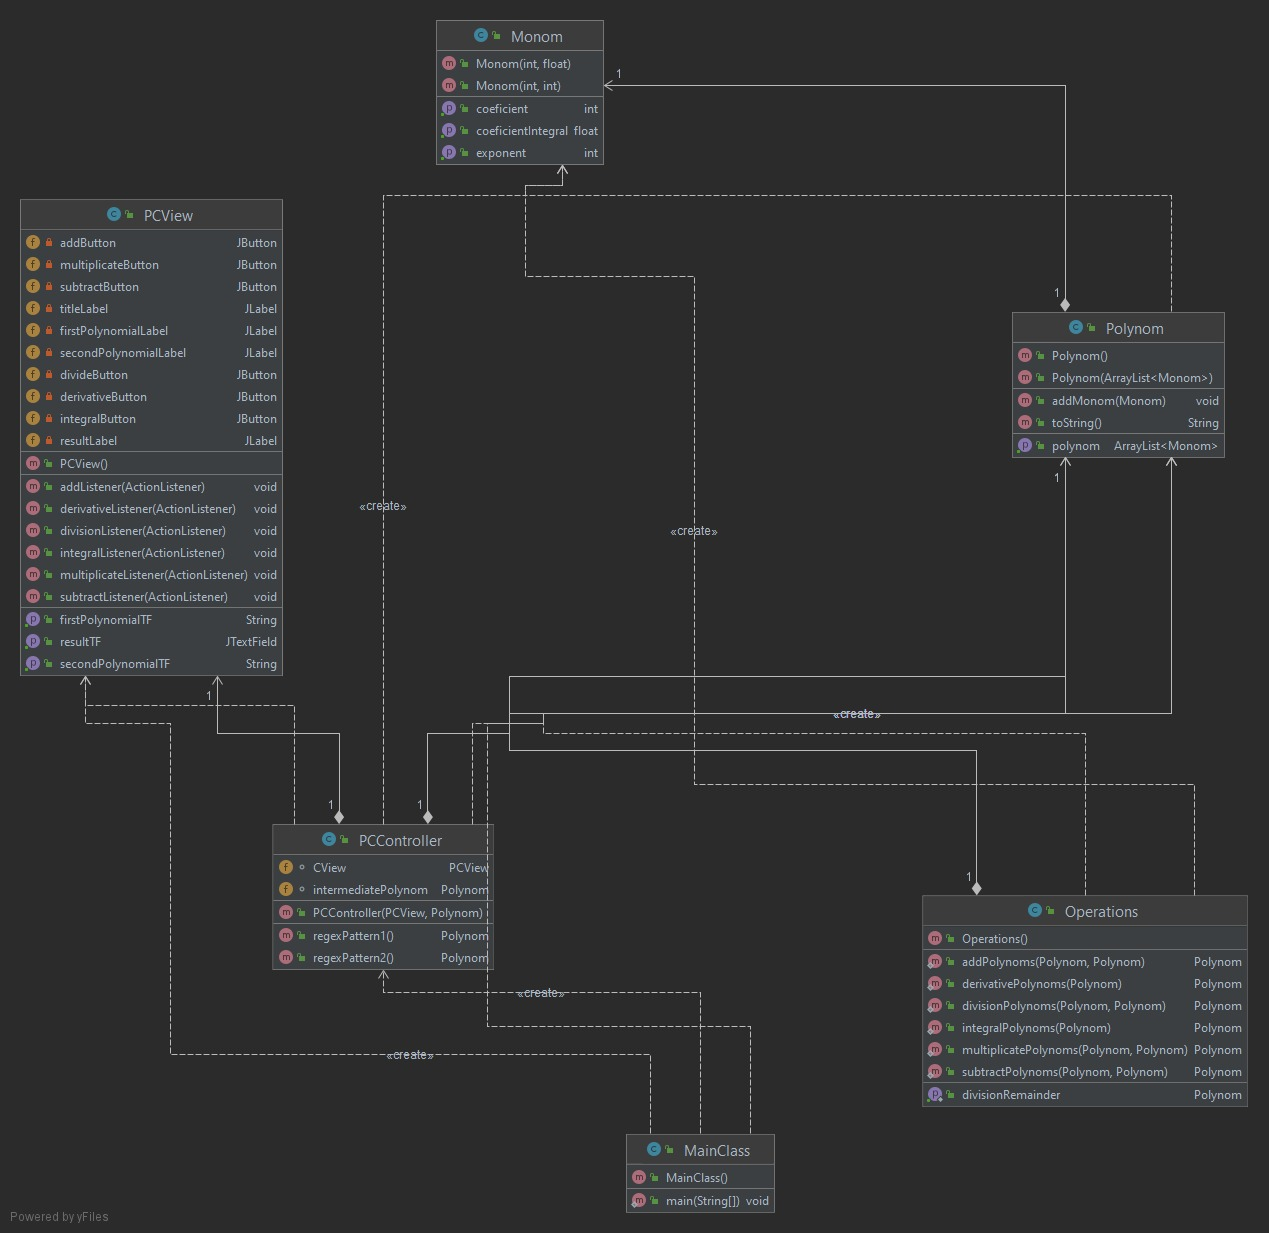 Monom
Monom(int, float)
Monom(int, int)
coeficient int
coeficientIntegral float
exponent int
1
PCView
addButton JButton
multiplicateButton JButton
subtractButton JButton
titleLabel JLabel
firstPolynomialLabel JLabel
secondPolynomialLabel JLabel
divideButton JButton
derivativeButton JButton
integralButton JButton
resultLabel JLabel
PCView()
addListener(ActionListener) void
derivativeListener(ActionListener) void
divisionListener(ActionListener) void
integralListener(ActionListener) void
multiplicateListener(ActionListener) void
subtractListener(ActionListener) void
firstPolynomialTF String
resultTF JTextField
secondPolynomialTF String
1
1
Polynom
Polynom()
Polynom(ArrayList<Monom>)
addMonom(Monom) void
toString() String
polynom ArrayList<Monom>
1
«create»
«create»
«create»
1
1
PCController
CView PCView
intermediatePolynom Polynom
PCController(PCView, Polynom)
regexPattern1() Polynom
regexPattern2() Polynom
1
Operations
Operations()
addPolynoms(Polynom, Polynom) Polynom
derivativePolynoms(Polynom) Polynom
divisionPolynoms(Polynom, Polynom) Polynom
integralPolynoms(Polynom) Polynom
multiplicatePolynoms(Polynom, Polynom) Polynom
subtractPolynoms(Polynom, Polynom) Polynom
divisionRemainder Polynom
«create»
«create»
MainClass
MainClass()
main(String[]) void
Powered by yFiles